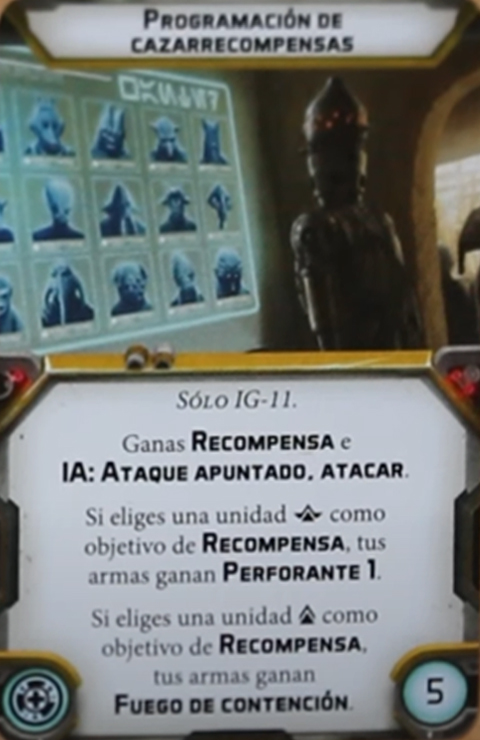 PROGRAMACIÓN DE
CAZARRECOMPENSAS
SÓLO IG-11.
Ganas RECOMPENSA e
IA: ATAQUE APUNTADO, ATACAR.
Si eliges una unidad como
objetivo de RECOMPENSA, tus
armas ganan PERFORANTE 1.
Si eliges una unidad como
objetivo de RECOMPENSA,
tus armas ganan
FUEGO DE CONTENCIÓN.
5